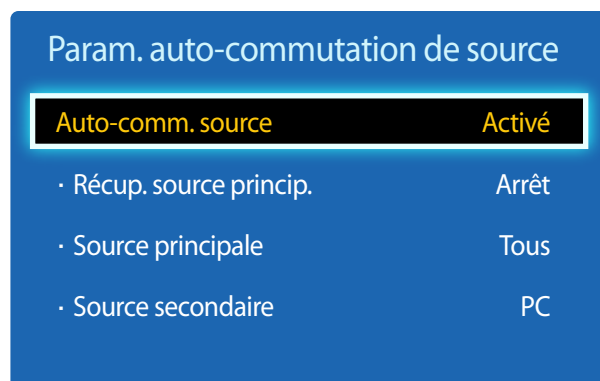 Param. auto-commutation de source
Auto-comm. source Activé
· Récup. source princip. Arrêt
· Source principale Tous
· Source secondaire PC